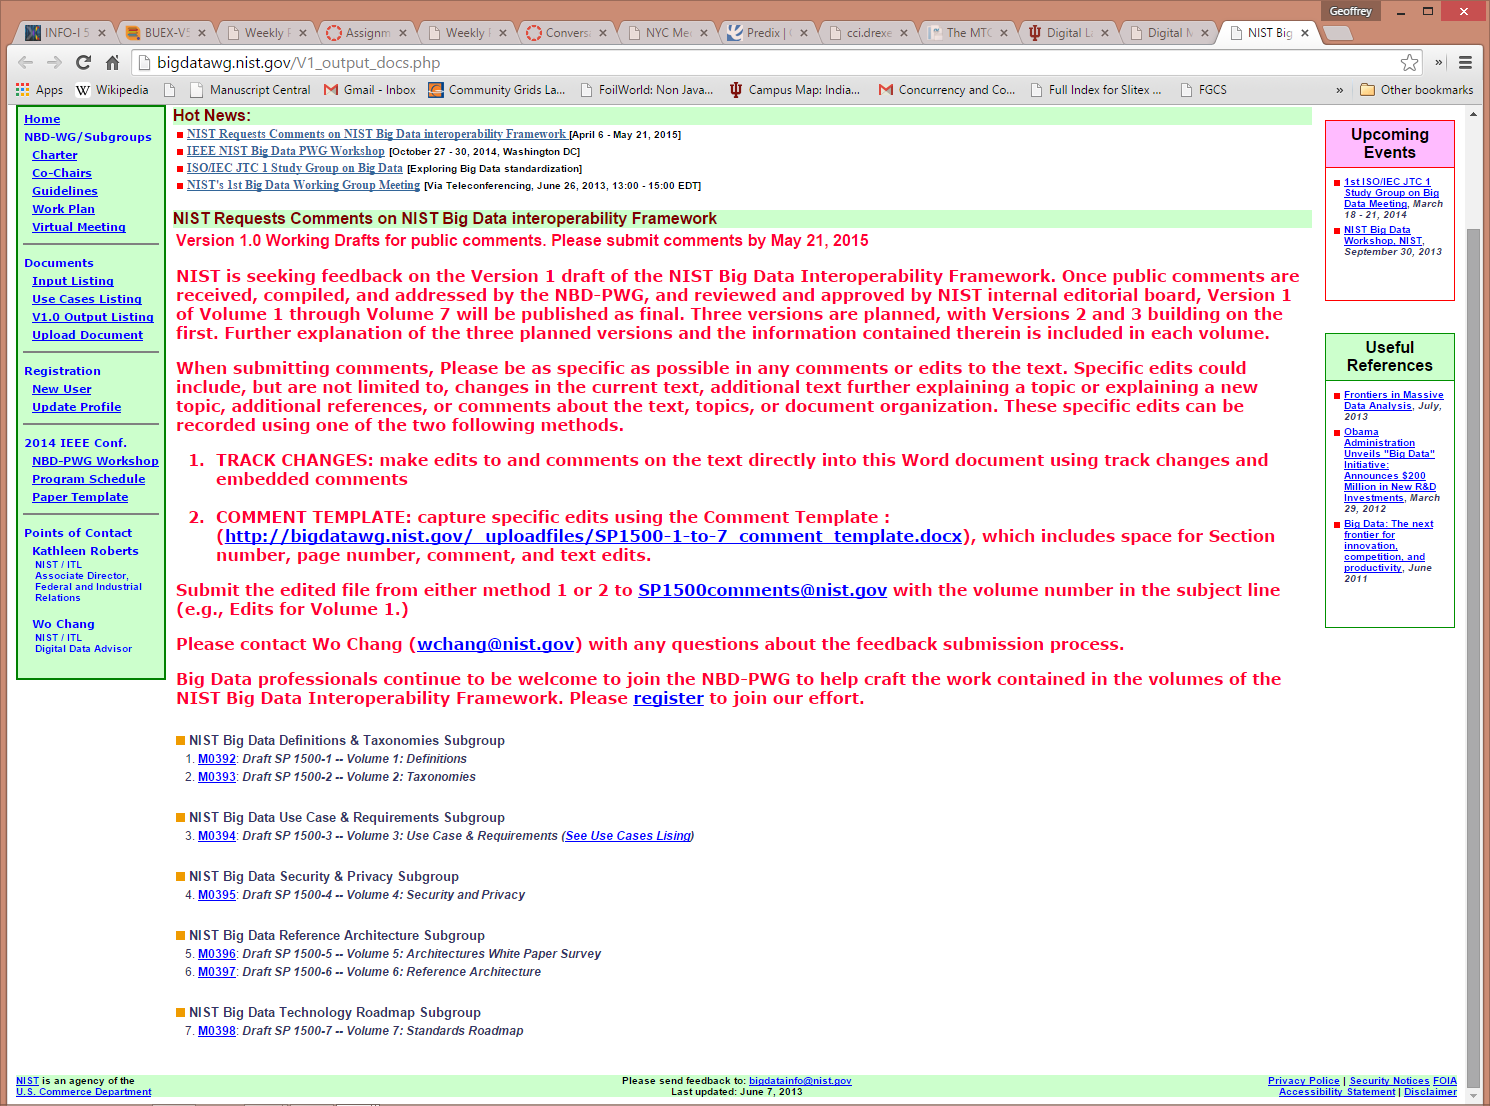 Geoffrey
INFO-I 5
BUEX-V5
Weekly
Assignm
Weekly
Convers
NYC Me
Predix |
cci.drexe
The MTC
Digital L
Digital
NIST Big
bigdatawg.nist.gov/V1_output_docs.php
»
Apps
Wikipedia
Manuscript Central
Gmail - Inbox
Community Grids La...
FoilWorld: Non Java...
Campus Map: India...
Concurrency and Co...
Full Index for Slitex ...
FGCS
»
Other bookmarks
Home
NBD-WG/Subgroups
Charter
Co-Chairs
Guidelines
Work Plan
Virtual Meeting
Documents
Input Listing
Use Cases Listing
V1.0 Output Listing
Upload Document
Registration
New User
Update Profile
2014 IEEE Conf.
NBD-PWG Workshop
Program Schedule
Paper Template
Points of Contact
Kathleen Roberts
NIST / ITL
Associate Director,
Federal and Industrial
Relations
Wo Chang
NIST / ITL
Digital Data Advisor
Hot News:
NIST Requests Comments on NIST Big Data interoperability Framework [April 6 - May 21, 2015]
IEEE NIST Big Data PWG Workshop [October 27 - 30, 2014, Washington DC]
ISO/IEC JTC 1 Study Group on Big Data [Exploring Big Data standardization]
NIST's 1st Big Data Working Group Meeting [Via Teleconferencing, June 26, 2013, 13:00 - 15:00 EDT]
NIST Requests Comments on NIST Big Data interoperability Framework
Version 1.0 Working Drafts for public comments. Please submit comments by May 21, 2015
NIST is seeking feedback on the Version 1 draft of the NIST Big Data Interoperability Framework. Once public comments are
received, compiled, and addressed by the NBD-PWG, and reviewed and approved by NIST internal editorial board, Version 1
of Volume 1 through Volume 7 will be published as final. Three versions are planned, with Versions 2 and 3 building on the
first. Further explanation of the three planned versions and the information contained therein is included in each volume.
When submitting comments, Please be as specific as possible in any comments or edits to the text. Specific edits could
include, but are not limited to, changes in the current text, additional text further explaining a topic or explaining a new
topic, additional references, or comments about the text, topics, or document organization. These specific edits can be
recorded using one of the two following methods.
1. TRACK CHANGES: make edits to and comments on the text directly into this Word document using track changes and
embedded comments
2. COMMENT TEMPLATE: capture specific edits using the Comment Template :
(http://bigdatawg.nist.gov/_uploadfiles/SP1500-1-to-7_comment_template.docx), which includes space for Section
number, page number, comment, and text edits.
Submit the edited file from either method 1 or 2 to SP1500comments@nist.gov with the volume number in the subject line
(e.g., Edits for Volume 1.)
Please contact Wo Chang (wchang@nist.gov) with any questions about the feedback submission process.
Big Data professionals continue to be welcome to join the NBD-PWG to help craft the work contained in the volumes of the
NIST Big Data Interoperability Framework. Please register to join our effort.
NIST Big Data Definitions & Taxonomies Subgroup
1. M0392: Draft SP 1500-1 -- Volume 1: Definitions
2. M0393: Draft SP 1500-2 -- Volume 2: Taxonomies
NIST Big Data Use Case & Requirements Subgroup
3. M0394: Draft SP 1500-3 -- Volume 3: Use Case & Requirements (See Use Cases Lising)
NIST Big Data Security & Privacy Subgroup
4. M0395: Draft SP 1500-4 -- Volume 4: Security and Privacy
NIST Big Data Reference Architecture Subgroup
5. M0396: Draft SP 1500-5 -- Volume 5: Architectures White Paper Survey
6. M0397: Draft SP 1500-6 -- Volume 6: Reference Architecture
NIST Big Data Technology Roadmap Subgroup
7. M0398: Draft SP 1500-7 -- Volume 7: Standards Roadmap
Upcoming
Events
1st ISO/IEC JTC 1
Study Group on Big
Data Meeting, March
18 - 21, 2014
NIST Big Data
Workshop, NIST,
September 30, 2013
Useful
References
Frontiers in Massive
Data Analysis, July,
2013
Obama
Administration
Unveils "Big Data"
Initiative:
Announces $200
Million in New R&D
Investments, March
29, 2012
Big Data: The next
frontier for
innovation,
competition, and
productivity, June
2011
NIST is an agency of the
U.S. Commerce Department
Please send feedback to: bigdatainfo@nist.gov
Last updated: June 7, 2013
Privacy Policy | Security Notices FOIA
Accessibility Statement | Disclaimer